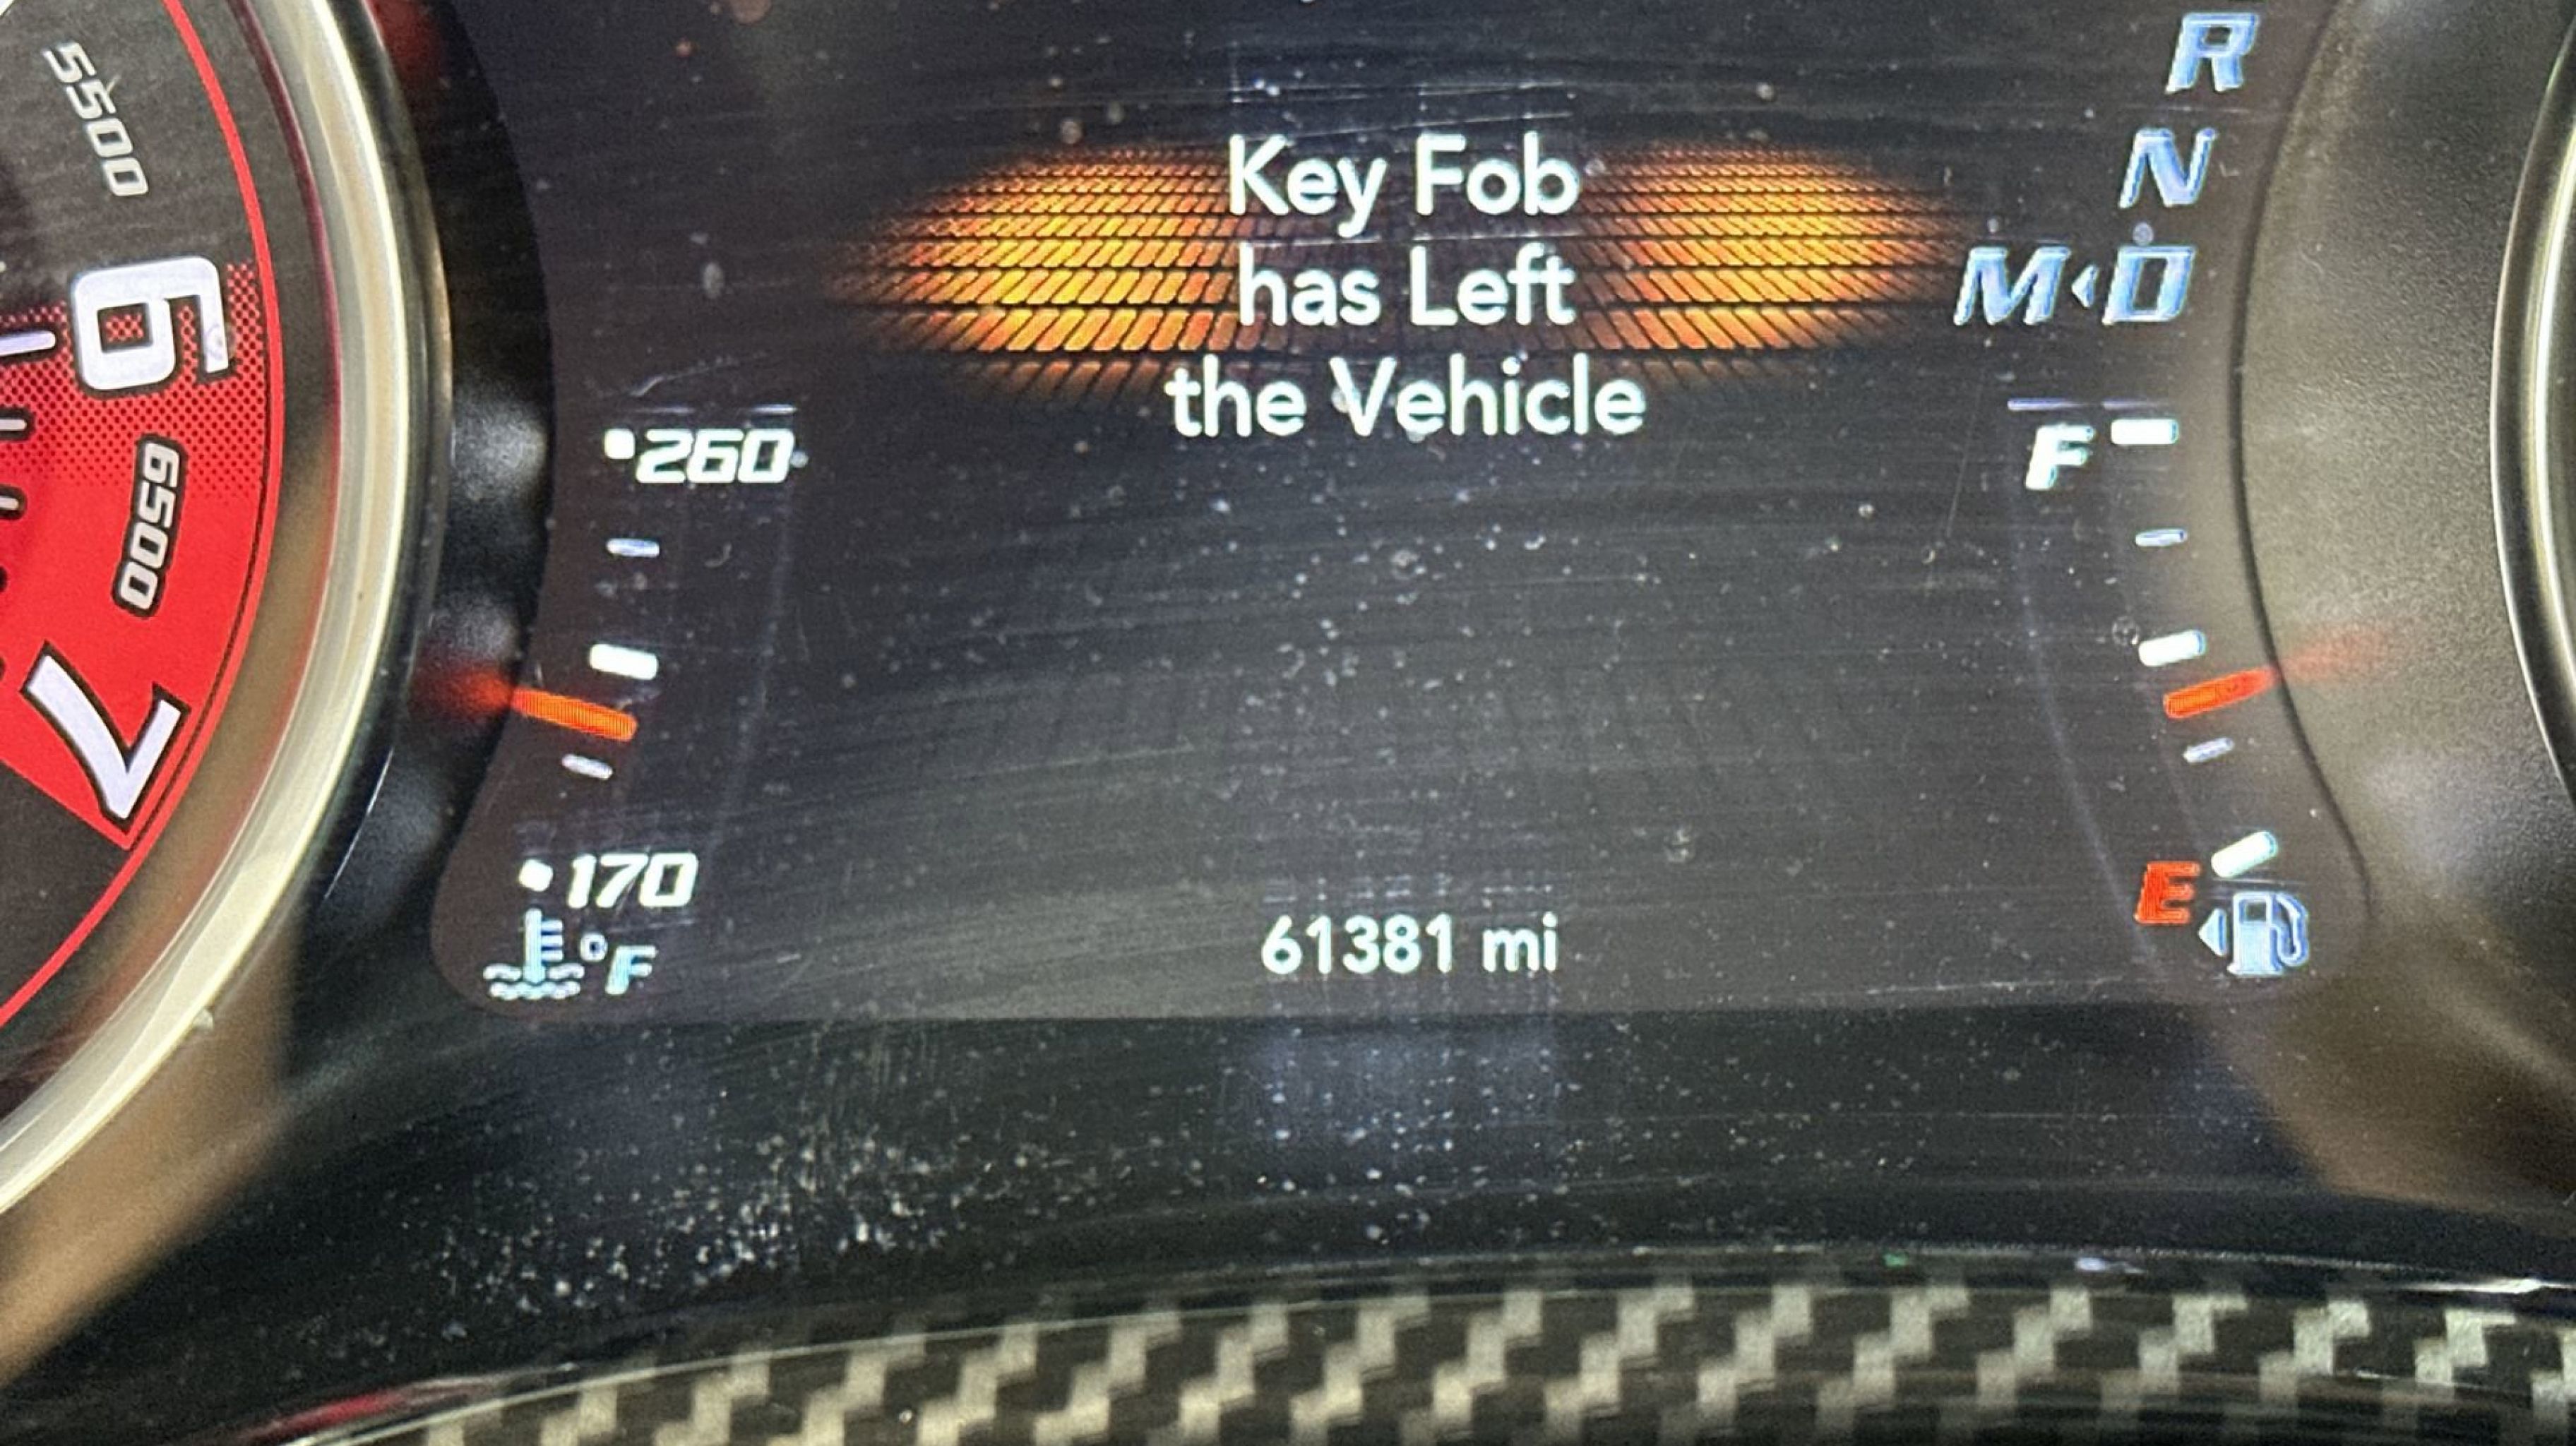 5500
6
6500
7
R
N
M D
Key Fob
has Left
the Vehicle
260
F
170
°F
E
61381 mi